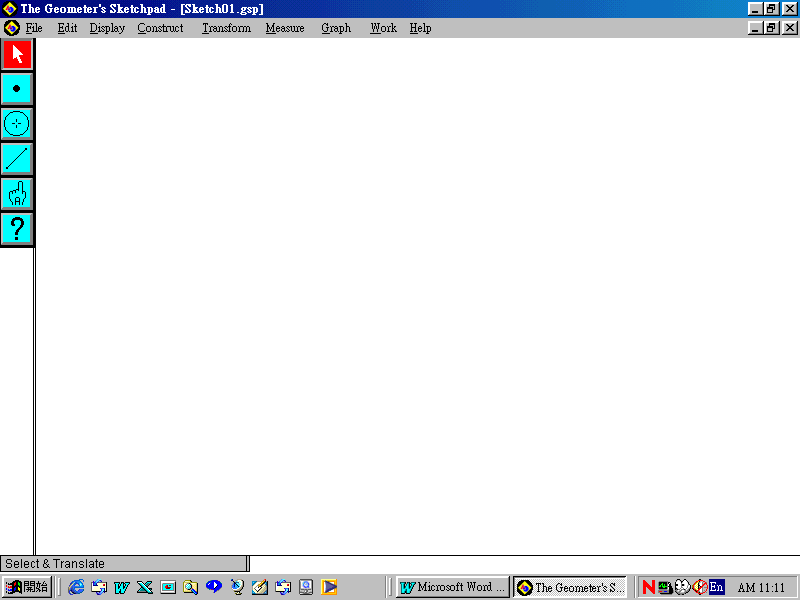 The Geometer's Sketchpad - [Sketch01.gsp]
File Edit Display Construct Transform Measure Graph Work Help
A
?
Select & Translate
開始 Microsoft Word ... The Geometer's S... N En AM 11:11